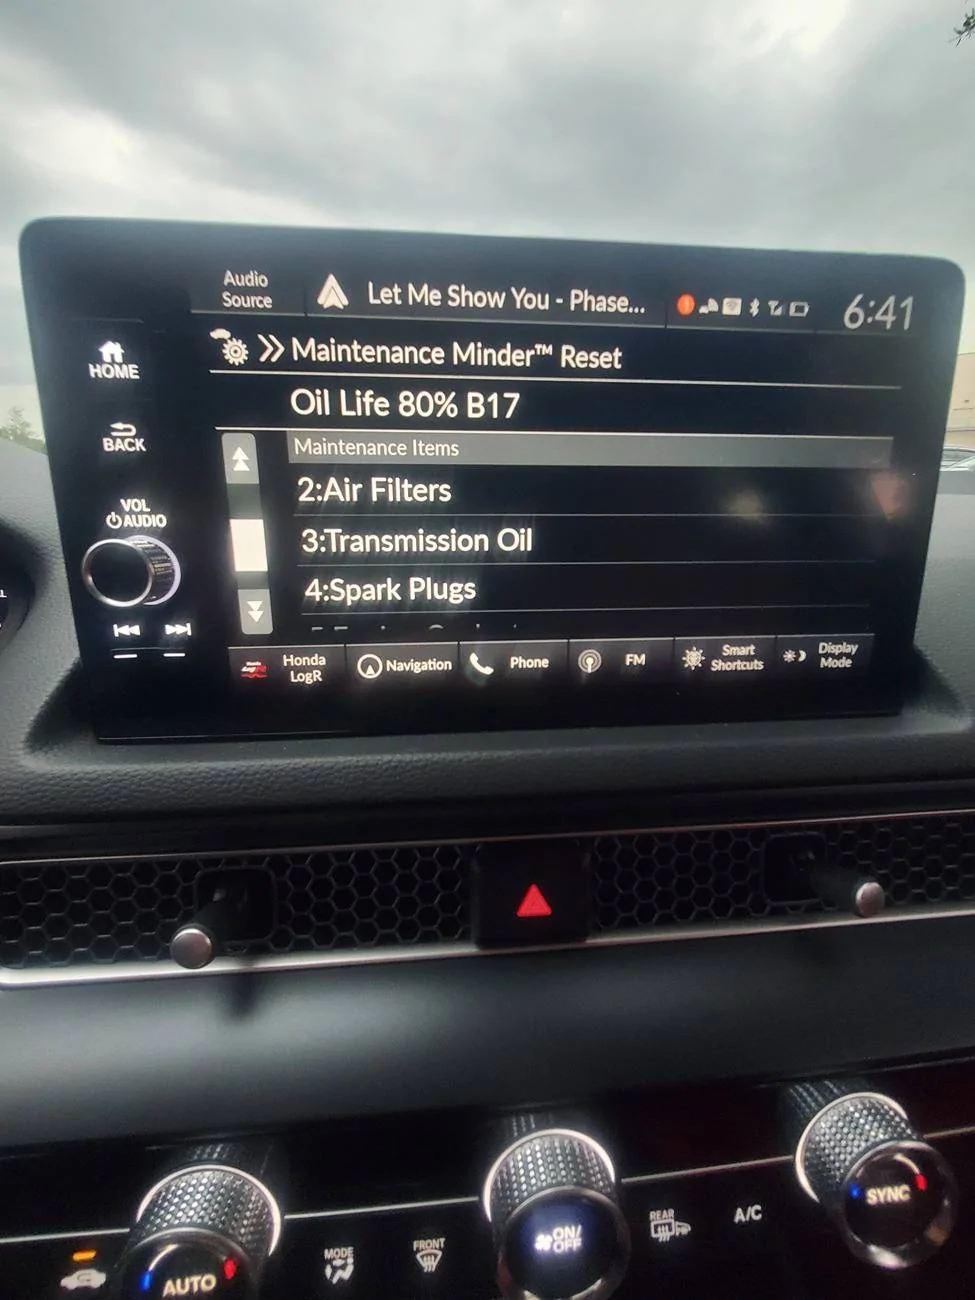 Audio
Source
Let Me Show You - Phase...
6:41
HOME
Maintenance Minder™ Reset
Oil Life 80% B17
BACK
Maintenance Items
2:Air Filters
VOL
AUDIO
3:Transmission Oil
4:Spark Plugs
Honda
LogR
Navigation
Phone
FM
Smart
Shortcuts
Display
Mode
ON/
OFF
REAR
A/C
SYNC
MODE
FRONT
AUTO